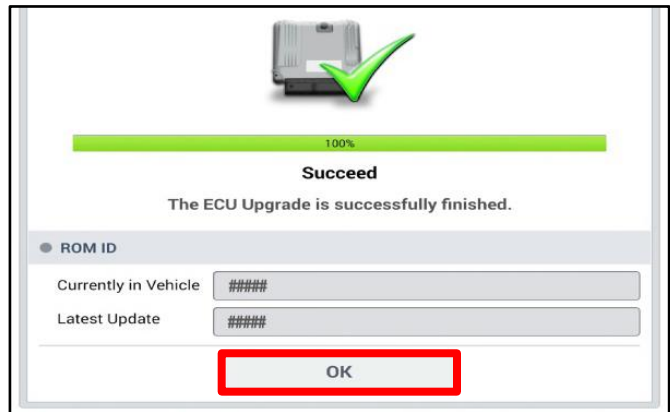 100%
Succeed
The ECU Upgrade is successfully finished.
ROM ID
Currently in Vehicle #####
Latest Update #####
OK